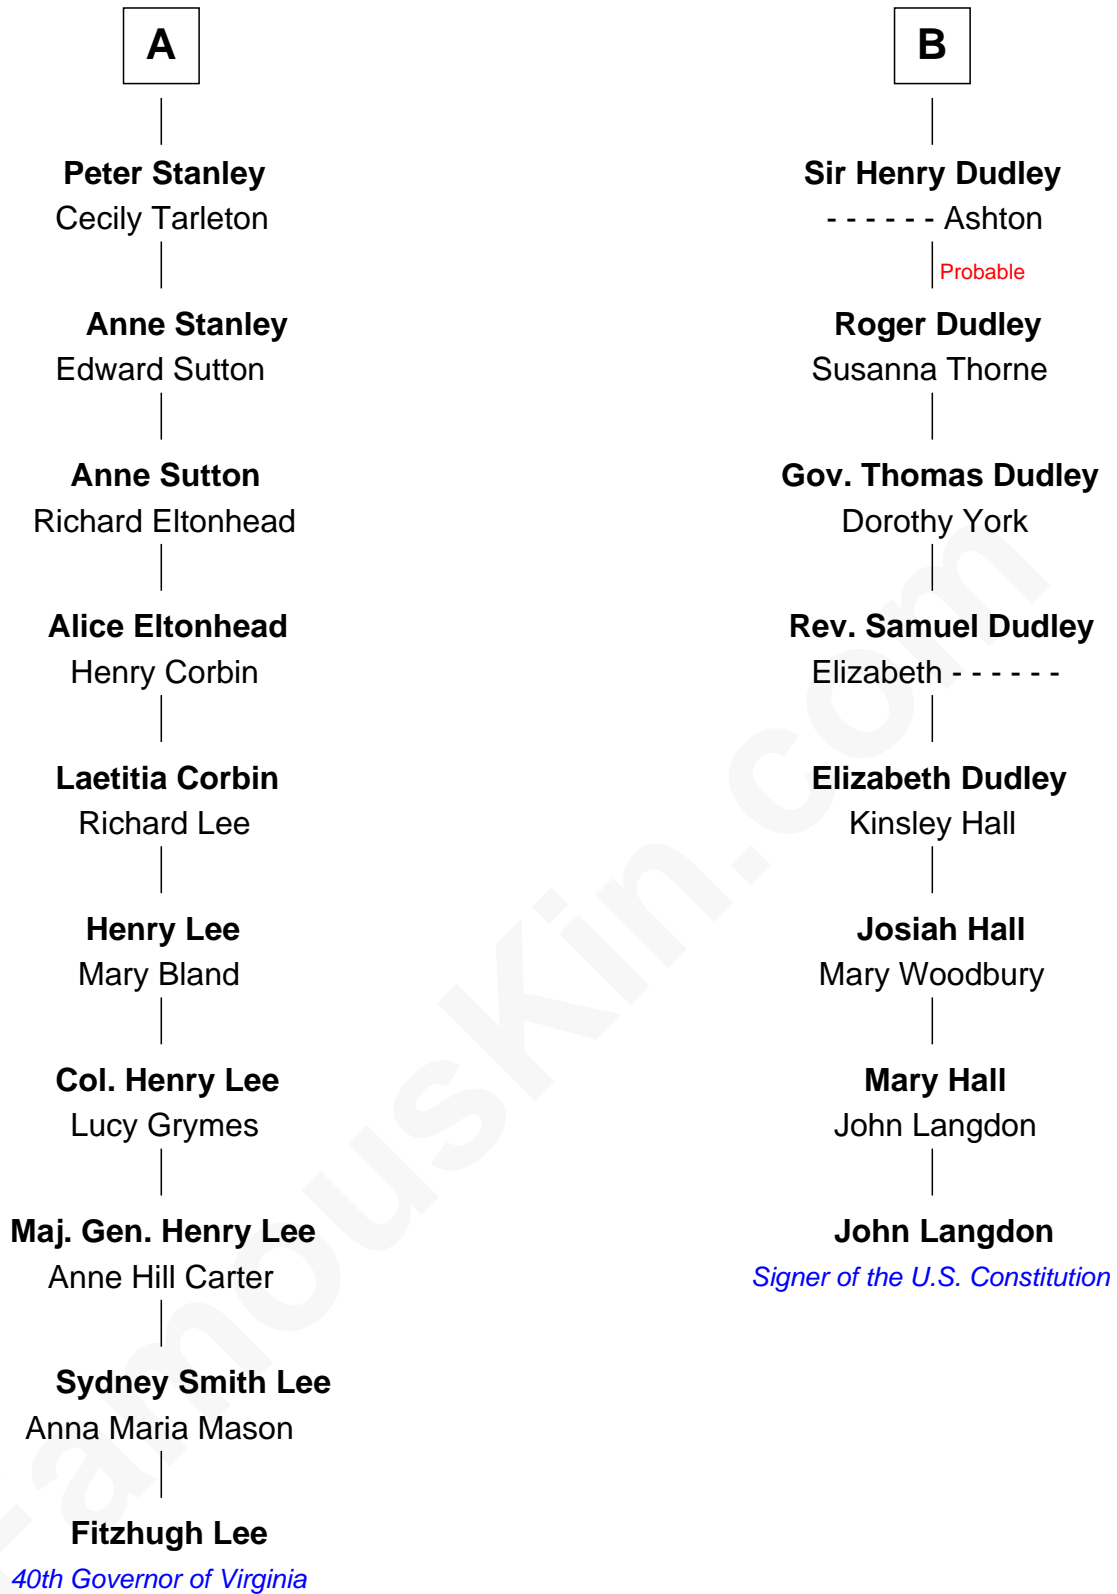 A
Peter Stanley
Cecily Tarleton
Anne Stanley
Edward Sutton
Anne Sutton
Richard Eltonhead
Alice Eltonhead
Henry Corbin
Laetitia Corbin
Richard Lee
Henry Lee
Mary Bland
Col. Henry Lee
Lucy Grymes
Maj. Gen. Henry Lee
Anne Hill Carter
Sydney Smith Lee
Anna Maria Mason
Fitzhugh Lee
40th Governor of Virginia
B
Sir Henry Dudley
- - - - - - Ashton
Probable
Roger Dudley
Susanna Thorne
Gov. Thomas Dudley
Dorothy York
Rev. Samuel Dudley
Elizabeth - - - - - -
Elizabeth Dudley
Kinsley Hall
Josiah Hall
Mary Woodbury
Mary Hall
John Langdon
John Langdon
Signer of the U.S. Constitution
FamousKin.com